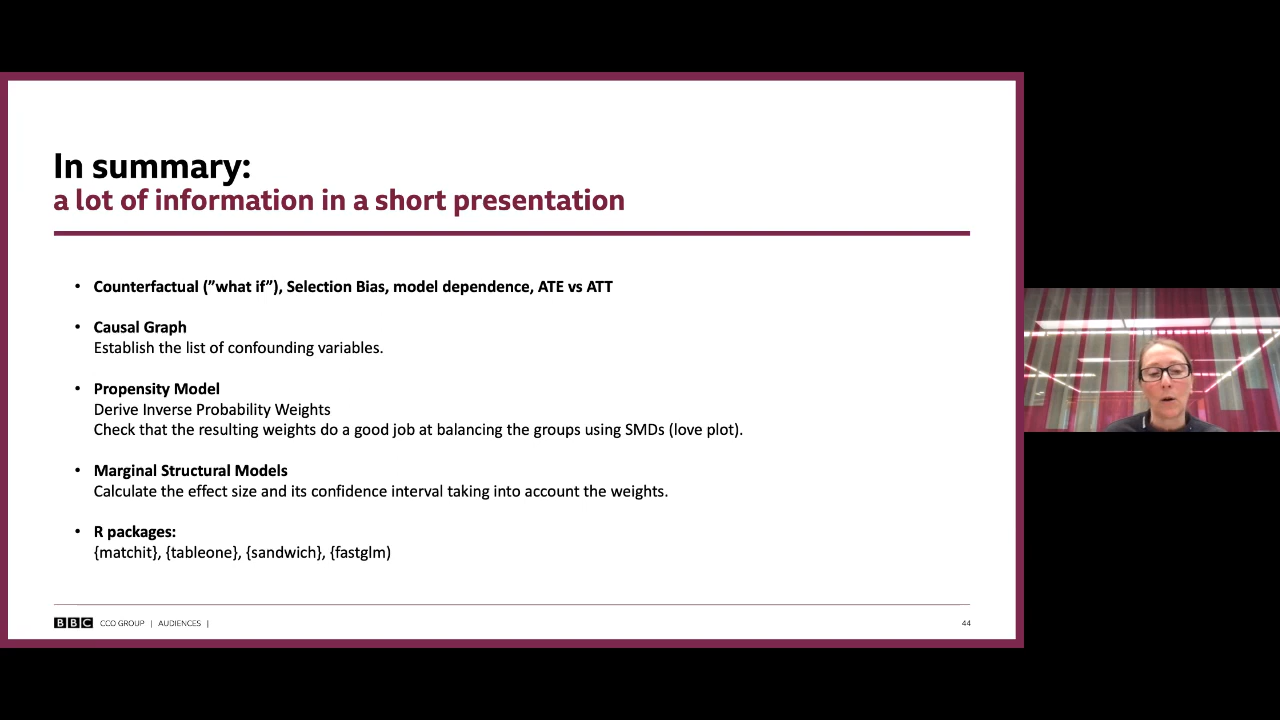 In summary:
a lot of information in a short presentation
• Counterfactual (”what if”), Selection Bias, model dependence, ATE vs ATT
• Causal Graph
Establish the list of confounding variables.
• Propensity Model
Derive Inverse Probability Weights
Check that the resulting weights do a good job at balancing the groups using SMDs (love plot).
• Marginal Structural Models
Calculate the effect size and its confidence interval taking into account the weights.
• R packages:
{matchit}, {tableone}, {sandwich}, {fastglm)
BBC CCO GROUP | AUDIENCES | 44